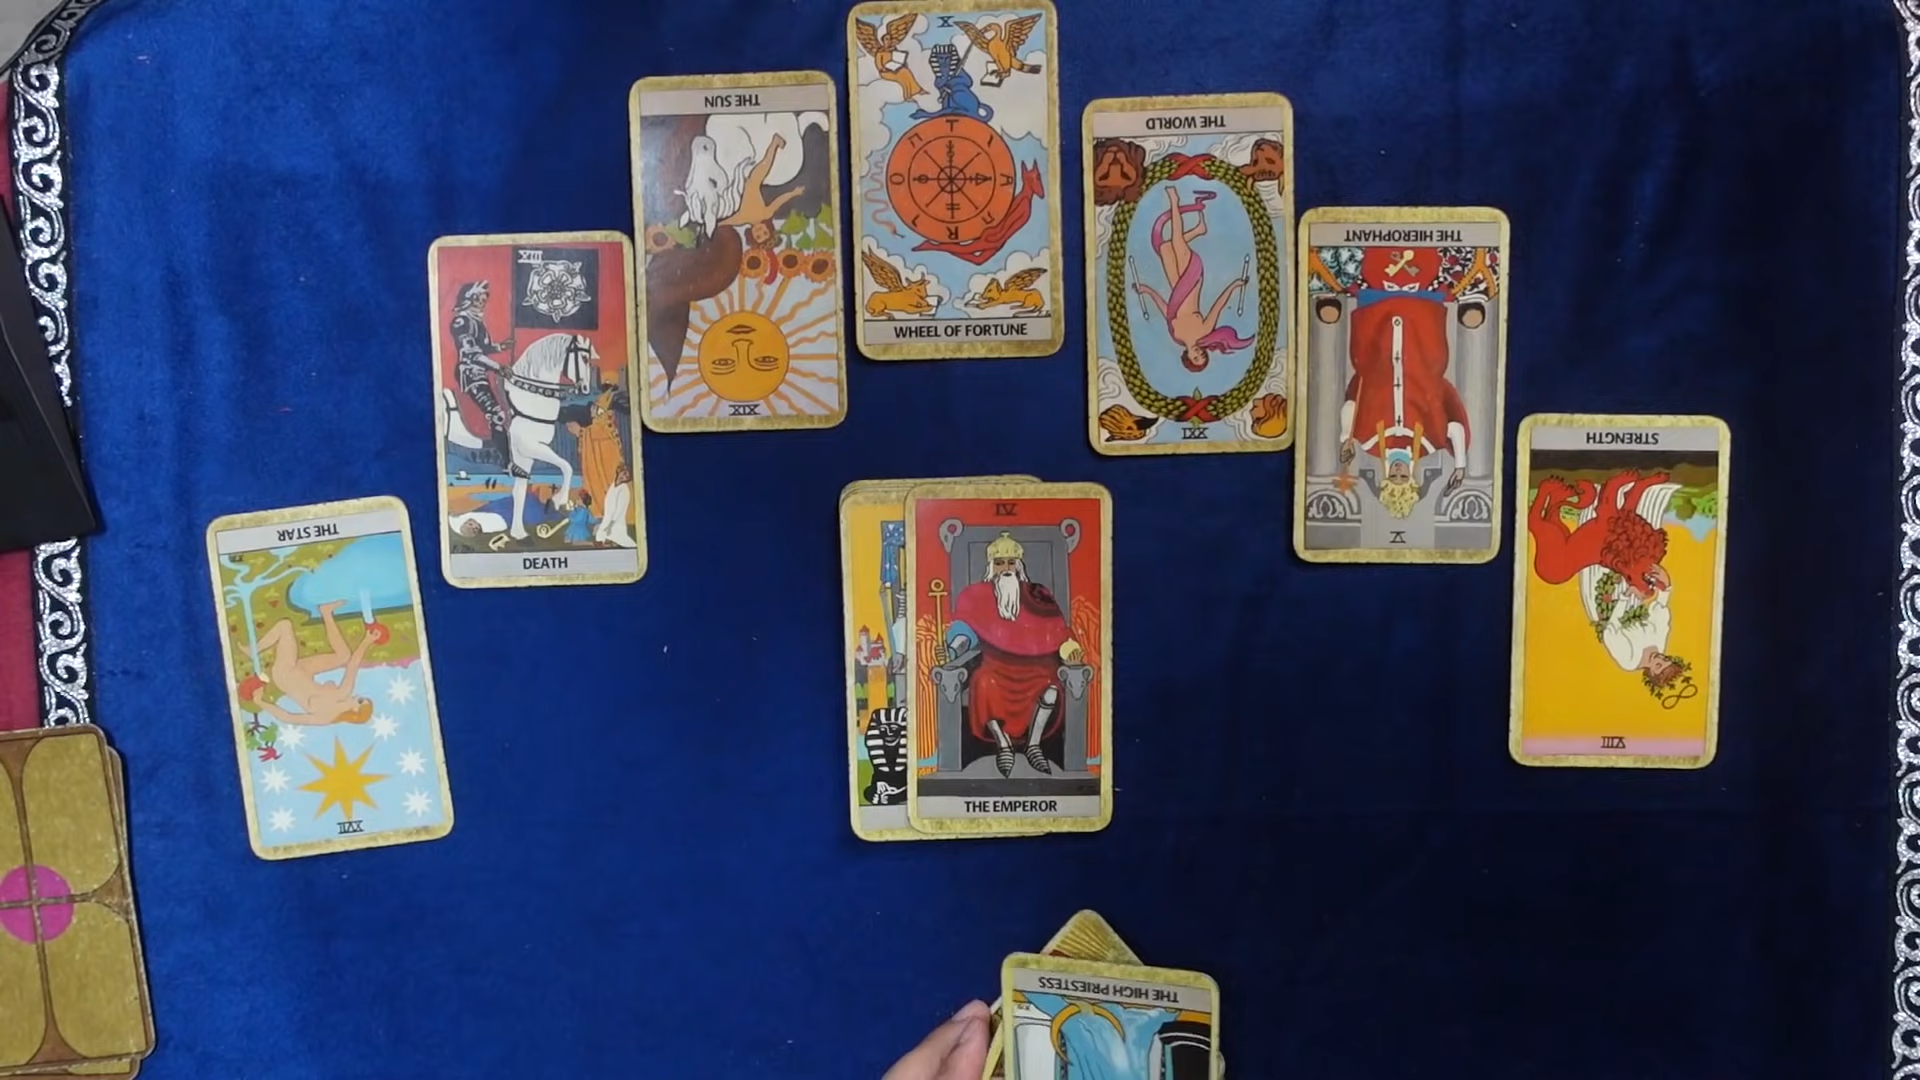 X
WHEEL OF FORTUNE
THE SUN
XIX
THE WORLD
XXI
THE HIEROPHANT
V
XIII
DEATH
STRENGTH
VIII
THE STAR
XVII
IV
THE EMPEROR
THE HIGH PRIESTESS